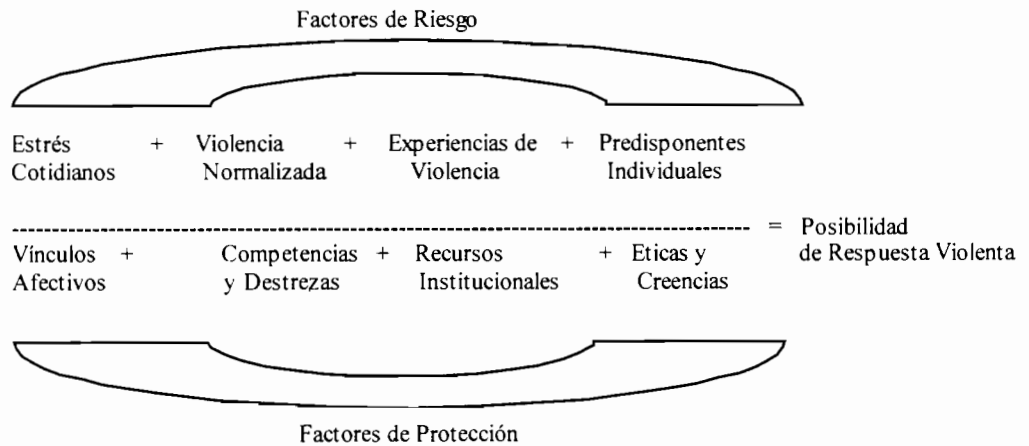 Factores de Riesgo
Estrés + Violencia + Experiencias de + Predisponentes
Cotidianos Normalizada Violencia Individuales
-------------------------------------------------- = Posibilidad
de Respuesta Violenta
Vínculos + Competencias + Recursos + Eticas y
Afectivos y Destrezas Institucionales Creencias
Factores de Protección